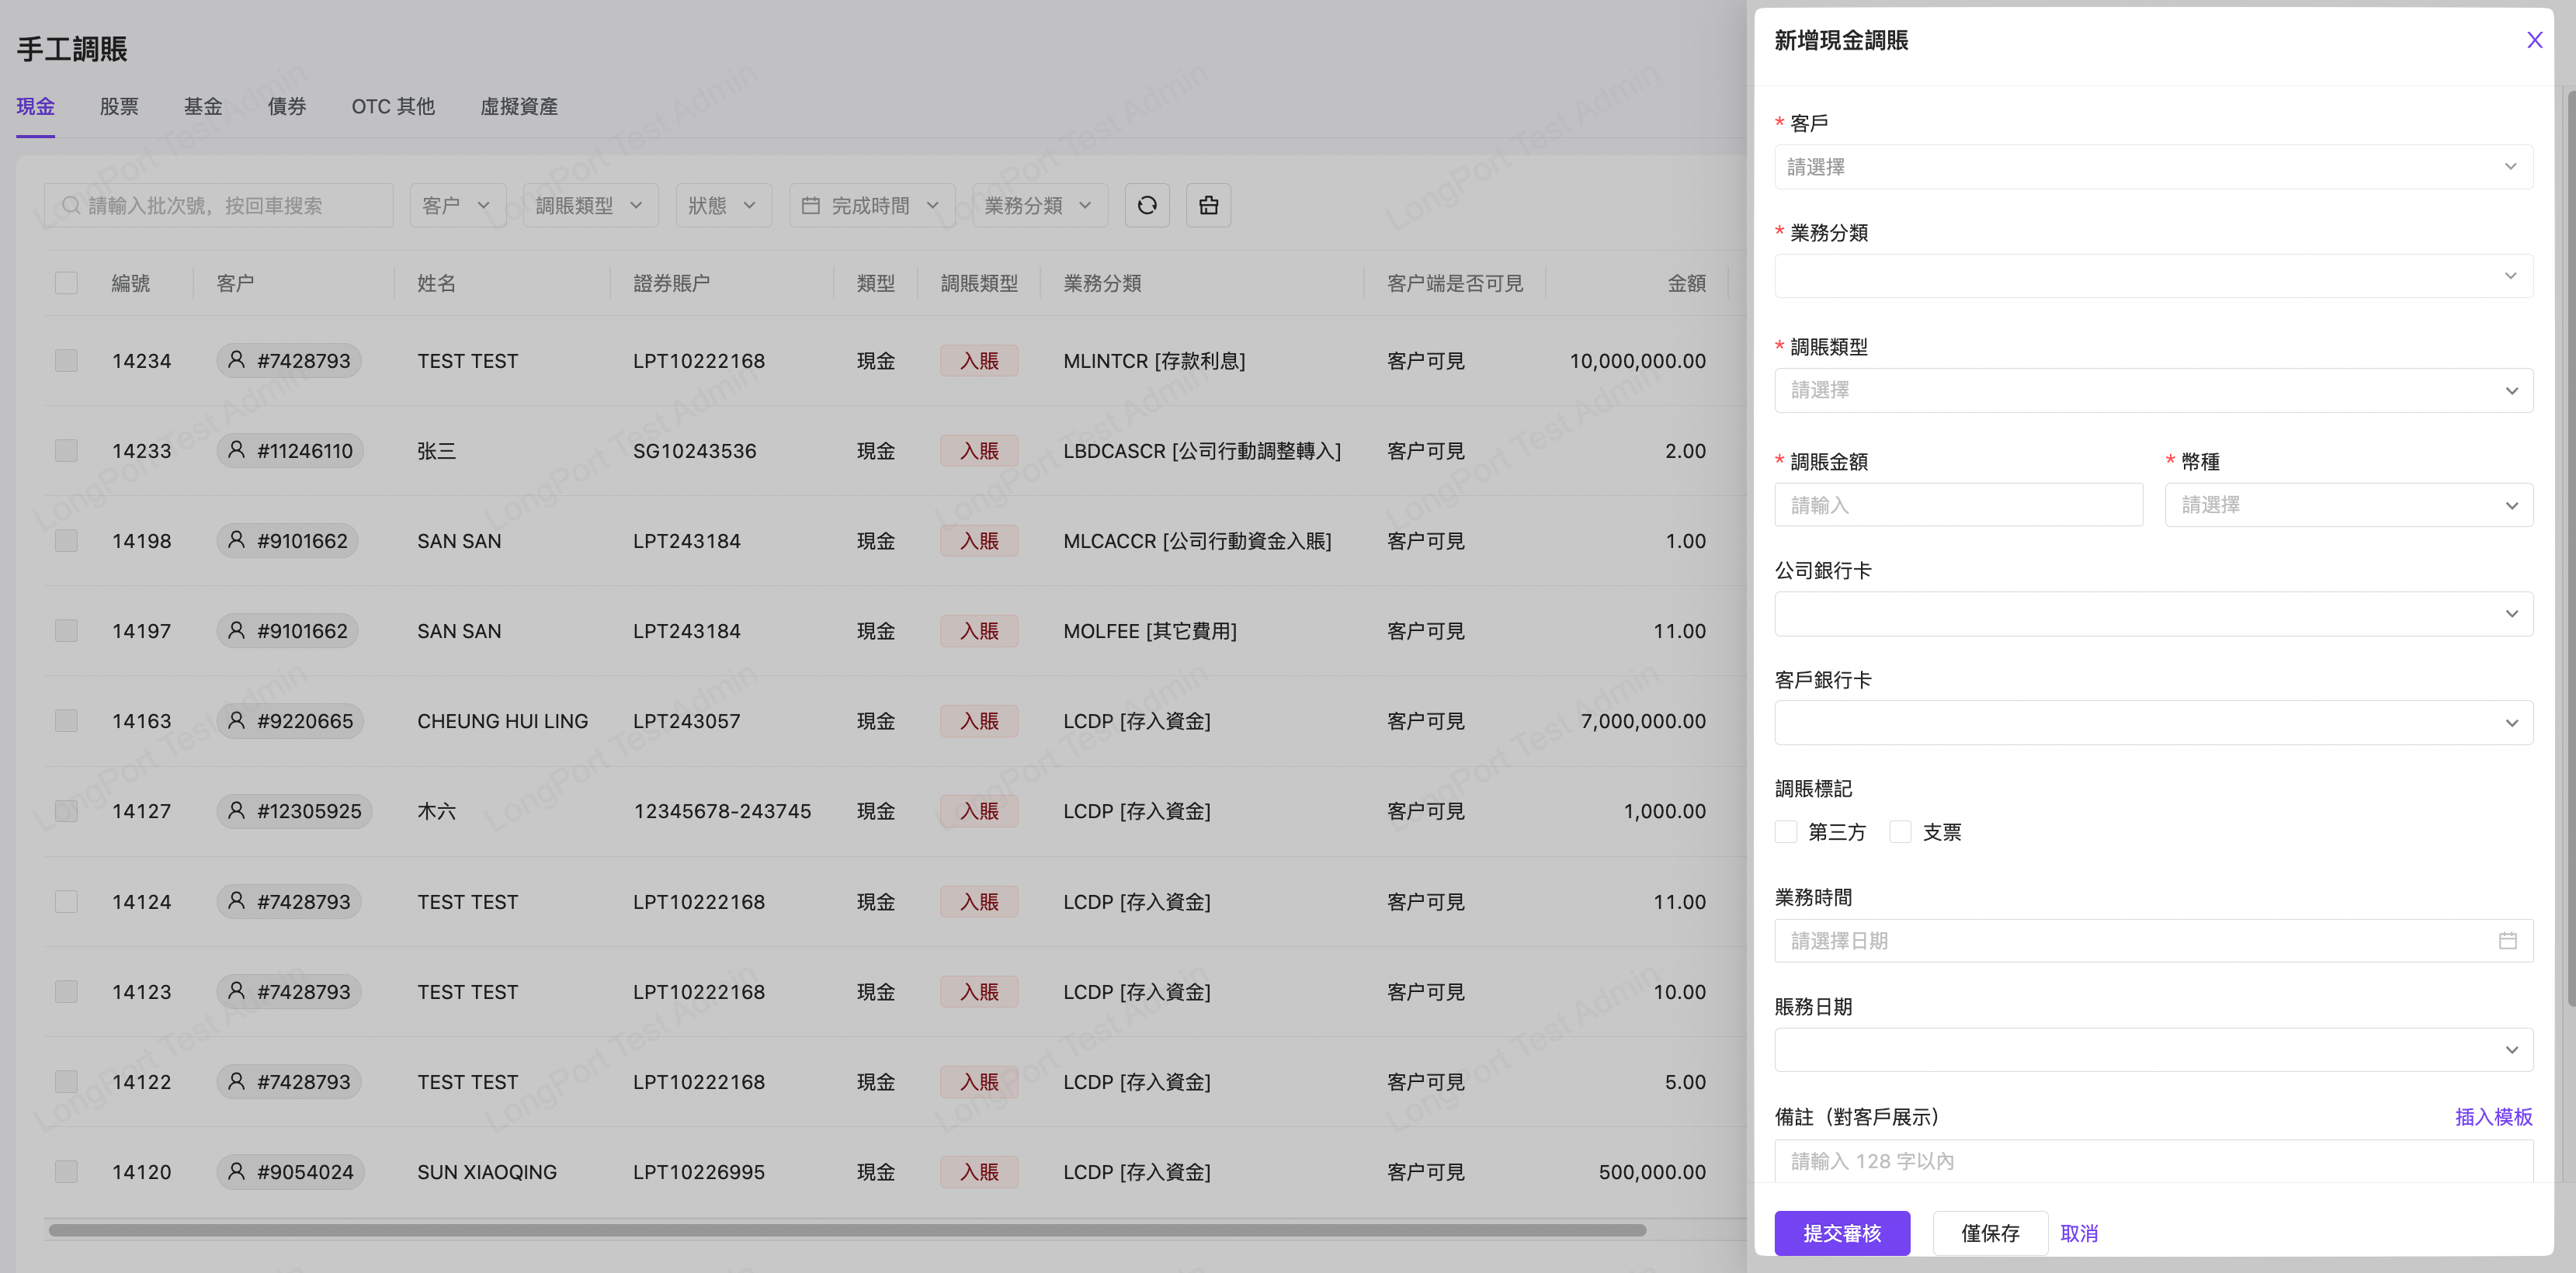 手工調賬
現金 股票 基金 債券 OTC 其他 虛擬資產
請輸入批次號，按回車搜索 客户 調賬類型 狀態 完成時間 業務分類
編號 客户 姓名 證券賬户 類型 調賬類型 業務分類 客户端是否可見 金額
14234 #7428793 TEST TEST LPT10222168 現金 入賬 MLINTCR [存款利息] 客户可見 10,000,000.00
14233 #11246110 张三 SG10243536 現金 入賬 LBDCASCR [公司行動調整轉入] 客户可見 2.00
14198 #9101662 SAN SAN LPT243184 現金 入賬 MLCACCR [公司行動資金入賬] 客户可見 1.00
14197 #9101662 SAN SAN LPT243184 現金 入賬 MOLFEE [其它費用] 客户可見 11.00
14163 #9220665 CHEUNG HUI LING LPT243057 現金 入賬 LCDP [存入資金] 客户可見 7,000,000.00
14127 #12305925 木六 12345678-243745 現金 入賬 LCDP [存入資金] 客户可見 1,000.00
14124 #7428793 TEST TEST LPT10222168 現金 入賬 LCDP [存入資金] 客户可見 11.00
14123 #7428793 TEST TEST LPT10222168 現金 入賬 LCDP [存入資金] 客户可見 10.00
14122 #7428793 TEST TEST LPT10222168 現金 入賬 LCDP [存入資金] 客户可見 5.00
14120 #9054024 SUN XIAOQING LPT10226995 現金 入賬 LCDP [存入資金] 客户可見 500,000.00
LongPort Test Admin
新增現金調賬
* 客戶
請選擇
* 業務分類
* 調賬類型
請選擇
* 調賬金額 * 幣種
請輸入 請選擇
公司銀行卡
客戶銀行卡
調賬標記
第三方 支票
業務時間
請選擇日期
賬務日期
備註（對客戶展示） 插入模板
請輸入 128 字以內
提交審核 僅保存 取消